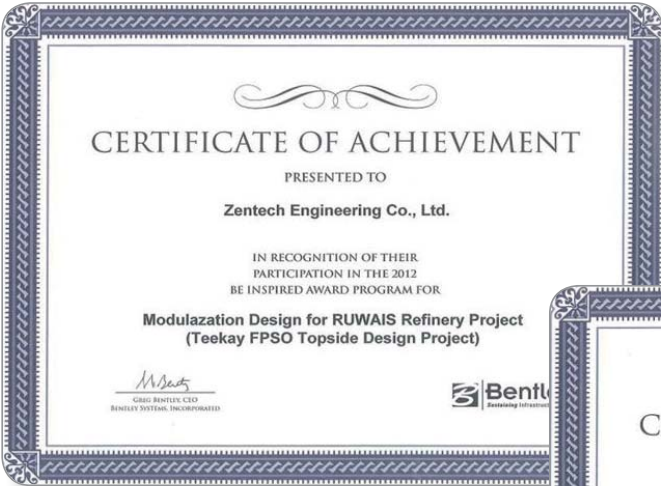 CERTIFICATE OF ACHIEVEMENT
PRESENTED TO
Zentech Engineering Co., Ltd.
IN RECOGNITION OF THEIR
PARTICIPATION IN THE 2012
BE INSPIRED AWARD PROGRAM FOR
Modulazation Design for RUWAIS Refinery Project
(Teekay FPSO Topside Design Project)
GREG BENTLEY, CEO
BENTLEY SYSTEMS, INCORPORATED
Bentl
Sustaining Infrastruct
C